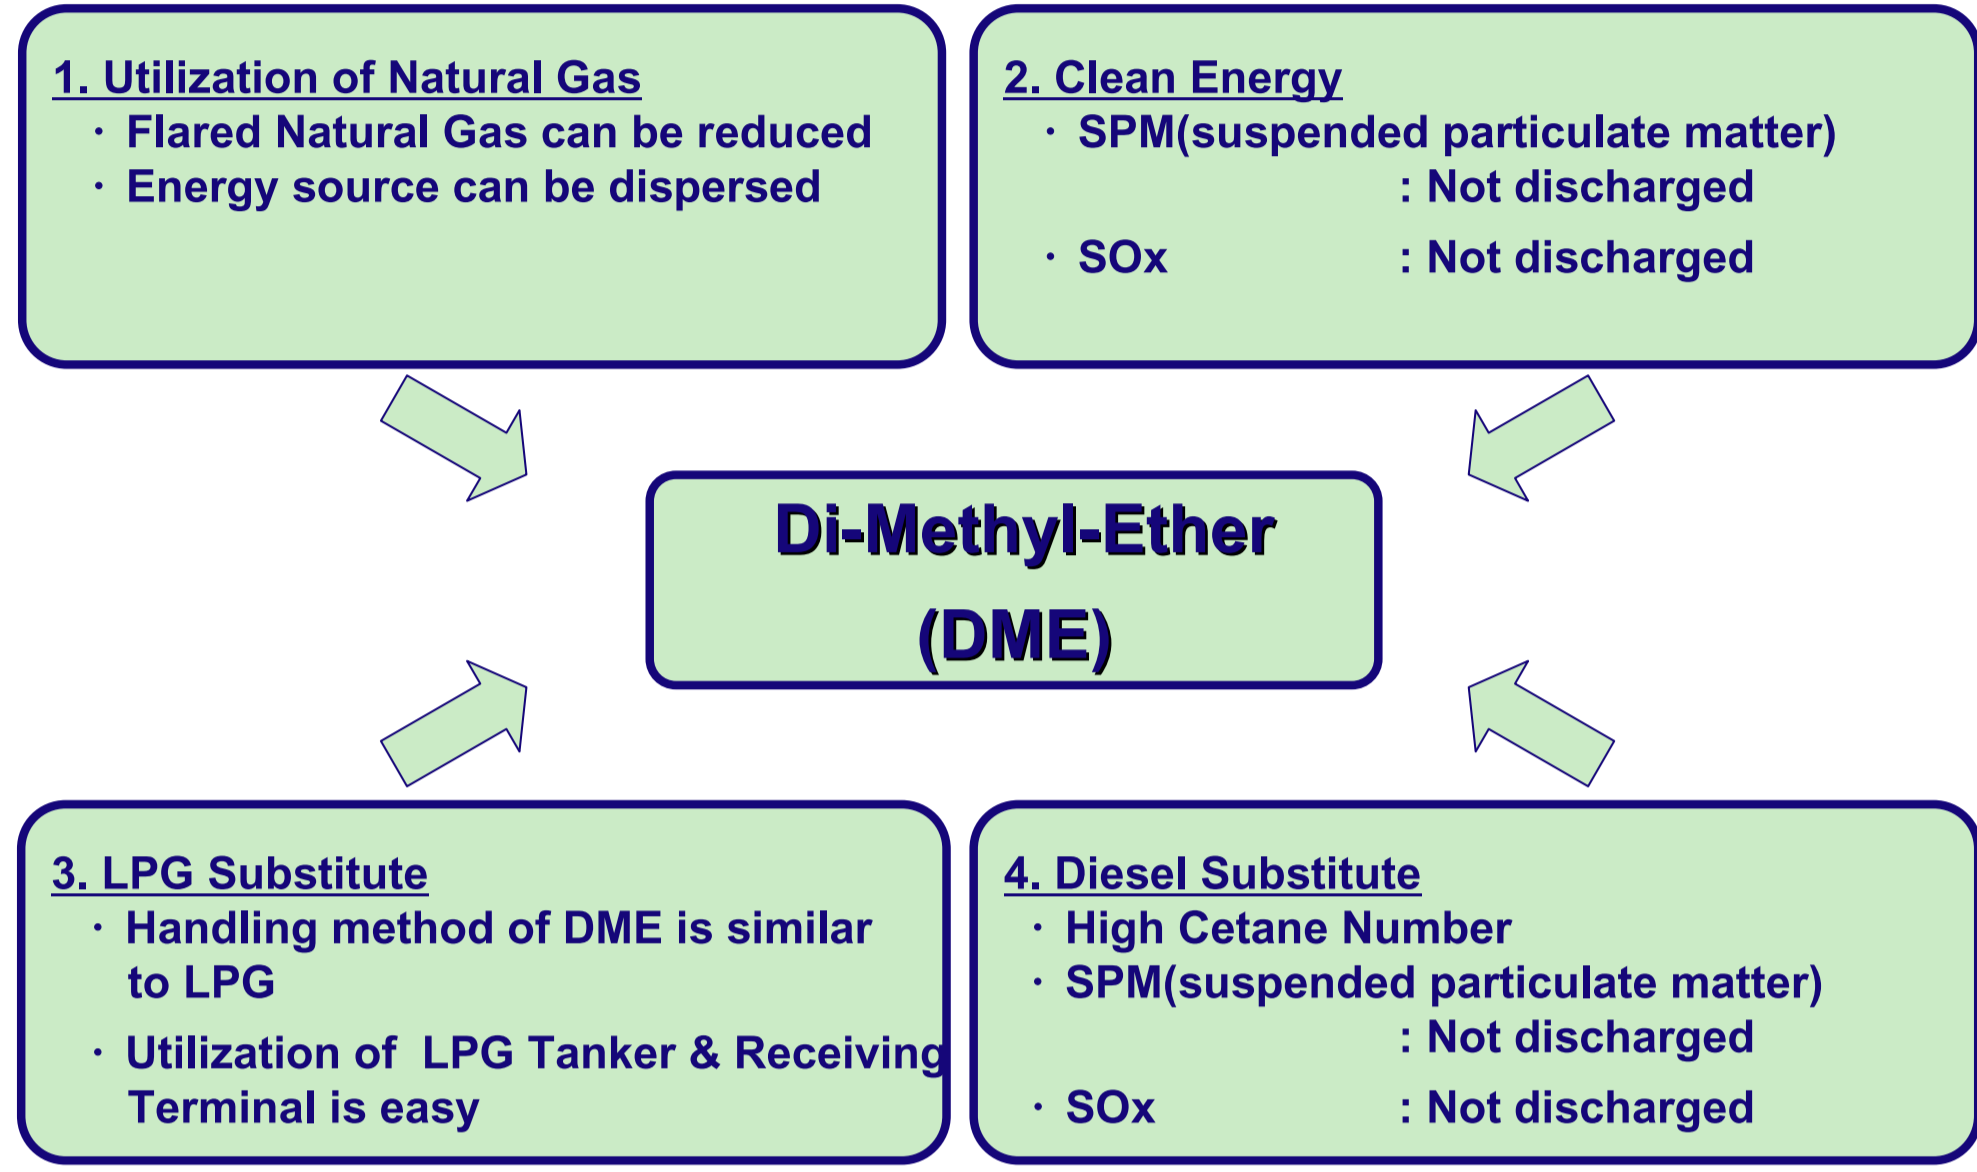 1. Utilization of Natural Gas
・ Flared Natural Gas can be reduced
・ Energy source can be dispersed
2. Clean Energy
・ SPM(suspended particulate matter)
: Not discharged
・ SOx : Not discharged
Di-Methyl-Ether
(DME)
3. LPG Substitute
・ Handling method of DME is similar
to LPG
・ Utilization of LPG Tanker & Receiving
Terminal is easy
4. Diesel Substitute
・ High Cetane Number
・ SPM(suspended particulate matter)
: Not discharged
・ SOx : Not discharged